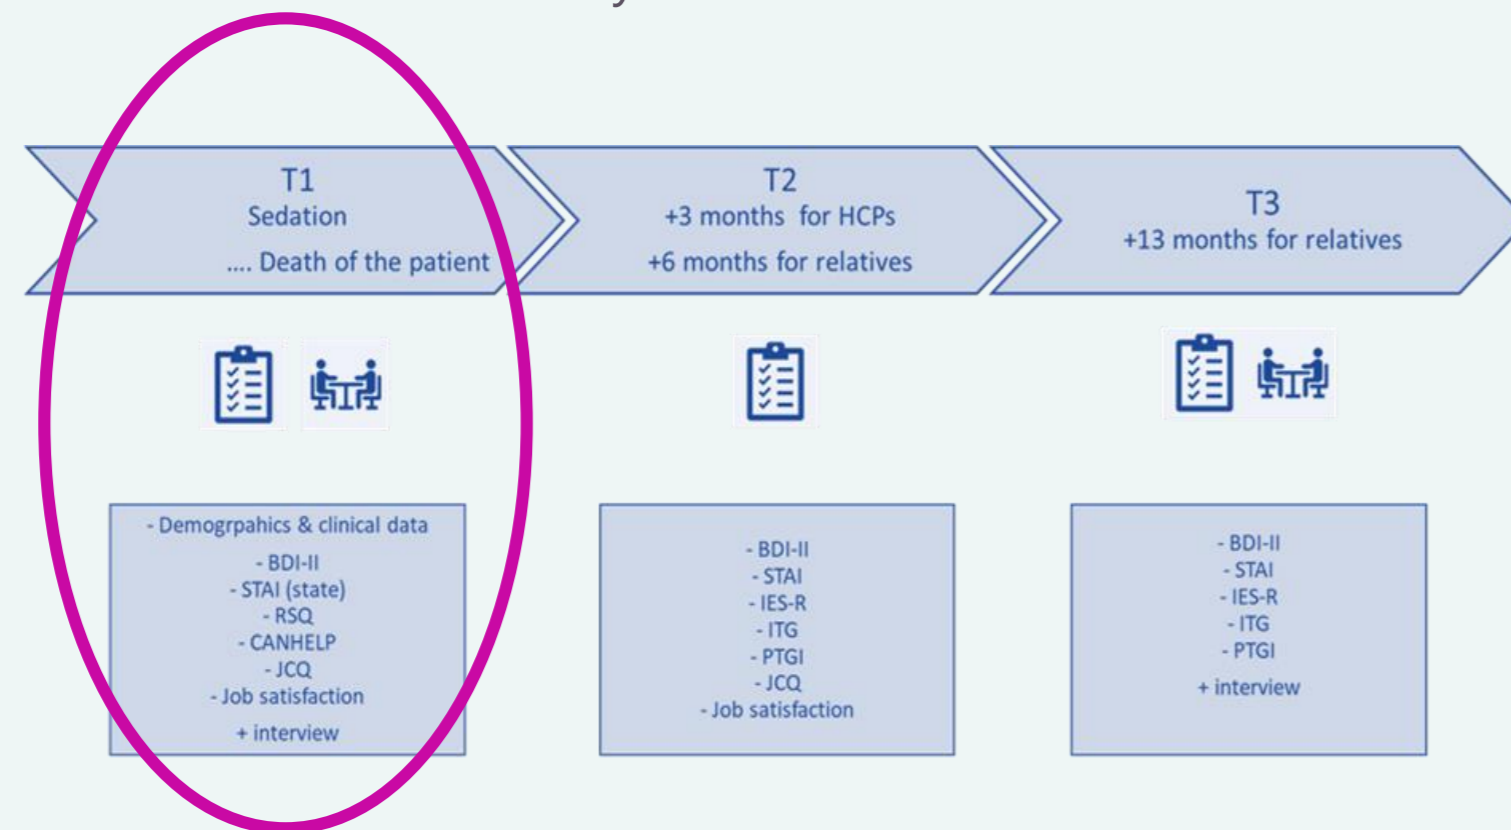 T1
Sedation
.... Death of the patient
T2
+3 months for HCPs
+6 months for relatives
T3
+13 months for relatives
- Demogrpahics & clinical data
- BDI-II
- STAI (state)
- RSQ
- CANHELP
- JCQ
- Job satisfaction
+ interview
- BDI-II
- STAI
- IES-R
- ITG
- PTGI
- JCQ
- Job satisfaction
- BDI-II
- STAI
- IES-R
- ITG
- PTGI
+ interview